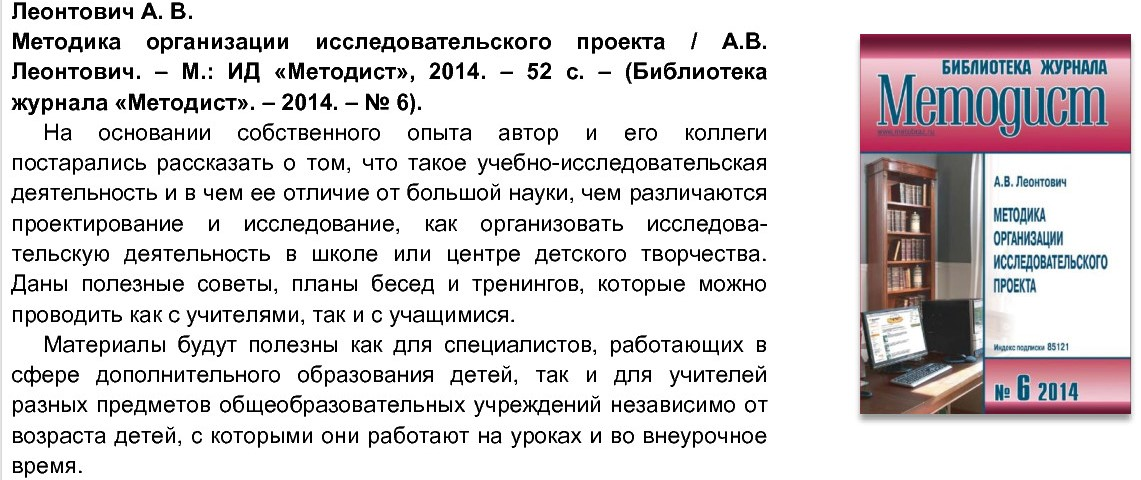 Леонтович А. В.
Методика организации исследовательского проекта / А.В.
Леонтович. – М.: ИД «Методист», 2014. – 52 с. – (Библиотека
журнала «Методист». – 2014. – № 6).
На основании собственного опыта автор и его коллеги
постарались рассказать о том, что такое учебно-исследовательская
деятельность и в чем ее отличие от большой науки, чем различаются
проектирование и исследование, как организовать исследова-
тельскую деятельность в школе или центре детского творчества.
Даны полезные советы, планы бесед и тренингов, которые можно
проводить как с учителями, так и с учащимися.
Материалы будут полезны как для специалистов, работающих в
сфере дополнительного образования детей, так и для учителей
разных предметов общеобразовательных учреждений независимо от
возраста детей, с которыми они работают на уроках и во внеурочное
время.
БИБЛИОТЕКА ЖУРНАЛА
Методист
www.metobraz.ru
А.В. Леонтович
МЕТОДИКА
ОРГАНИЗАЦИИ
ИССЛЕДОВАТЕЛЬСКОГО
ПРОЕКТА
Индекс подписки 85121
№ 6 2014